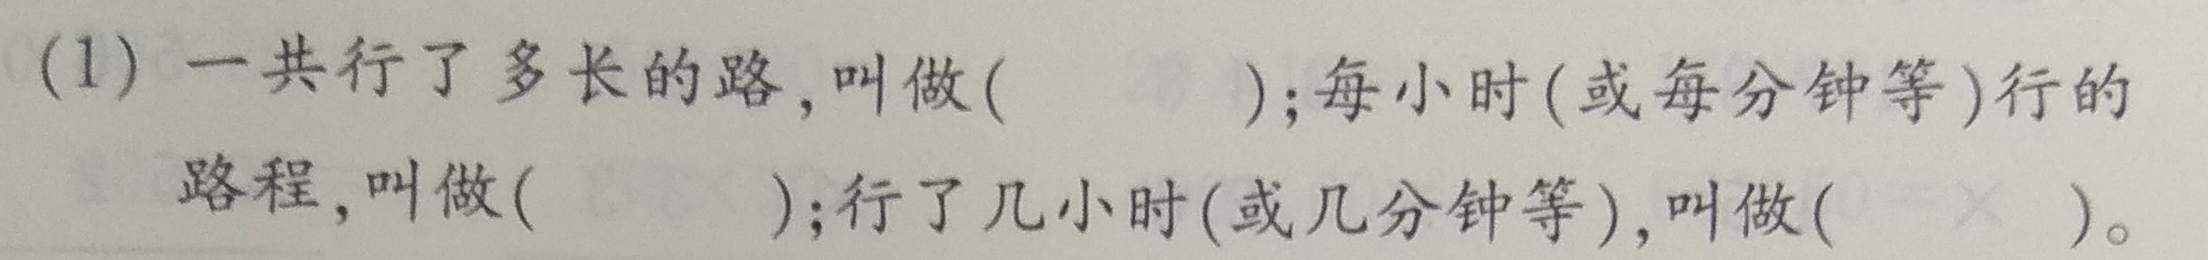 (1) 一共行了多长的路,叫做(　　　);每小时(或每分钟等)行的
路程,叫做(　　　);行了几小时(或几分钟等),叫做(　　　)。